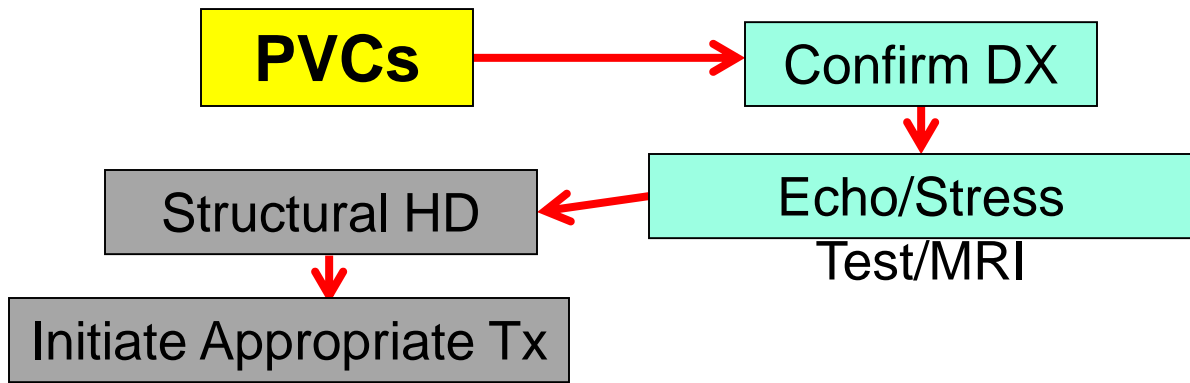 PVCs
Confirm DX
Echo/Stress
Test/MRI
Structural HD
Initiate Appropriate Tx